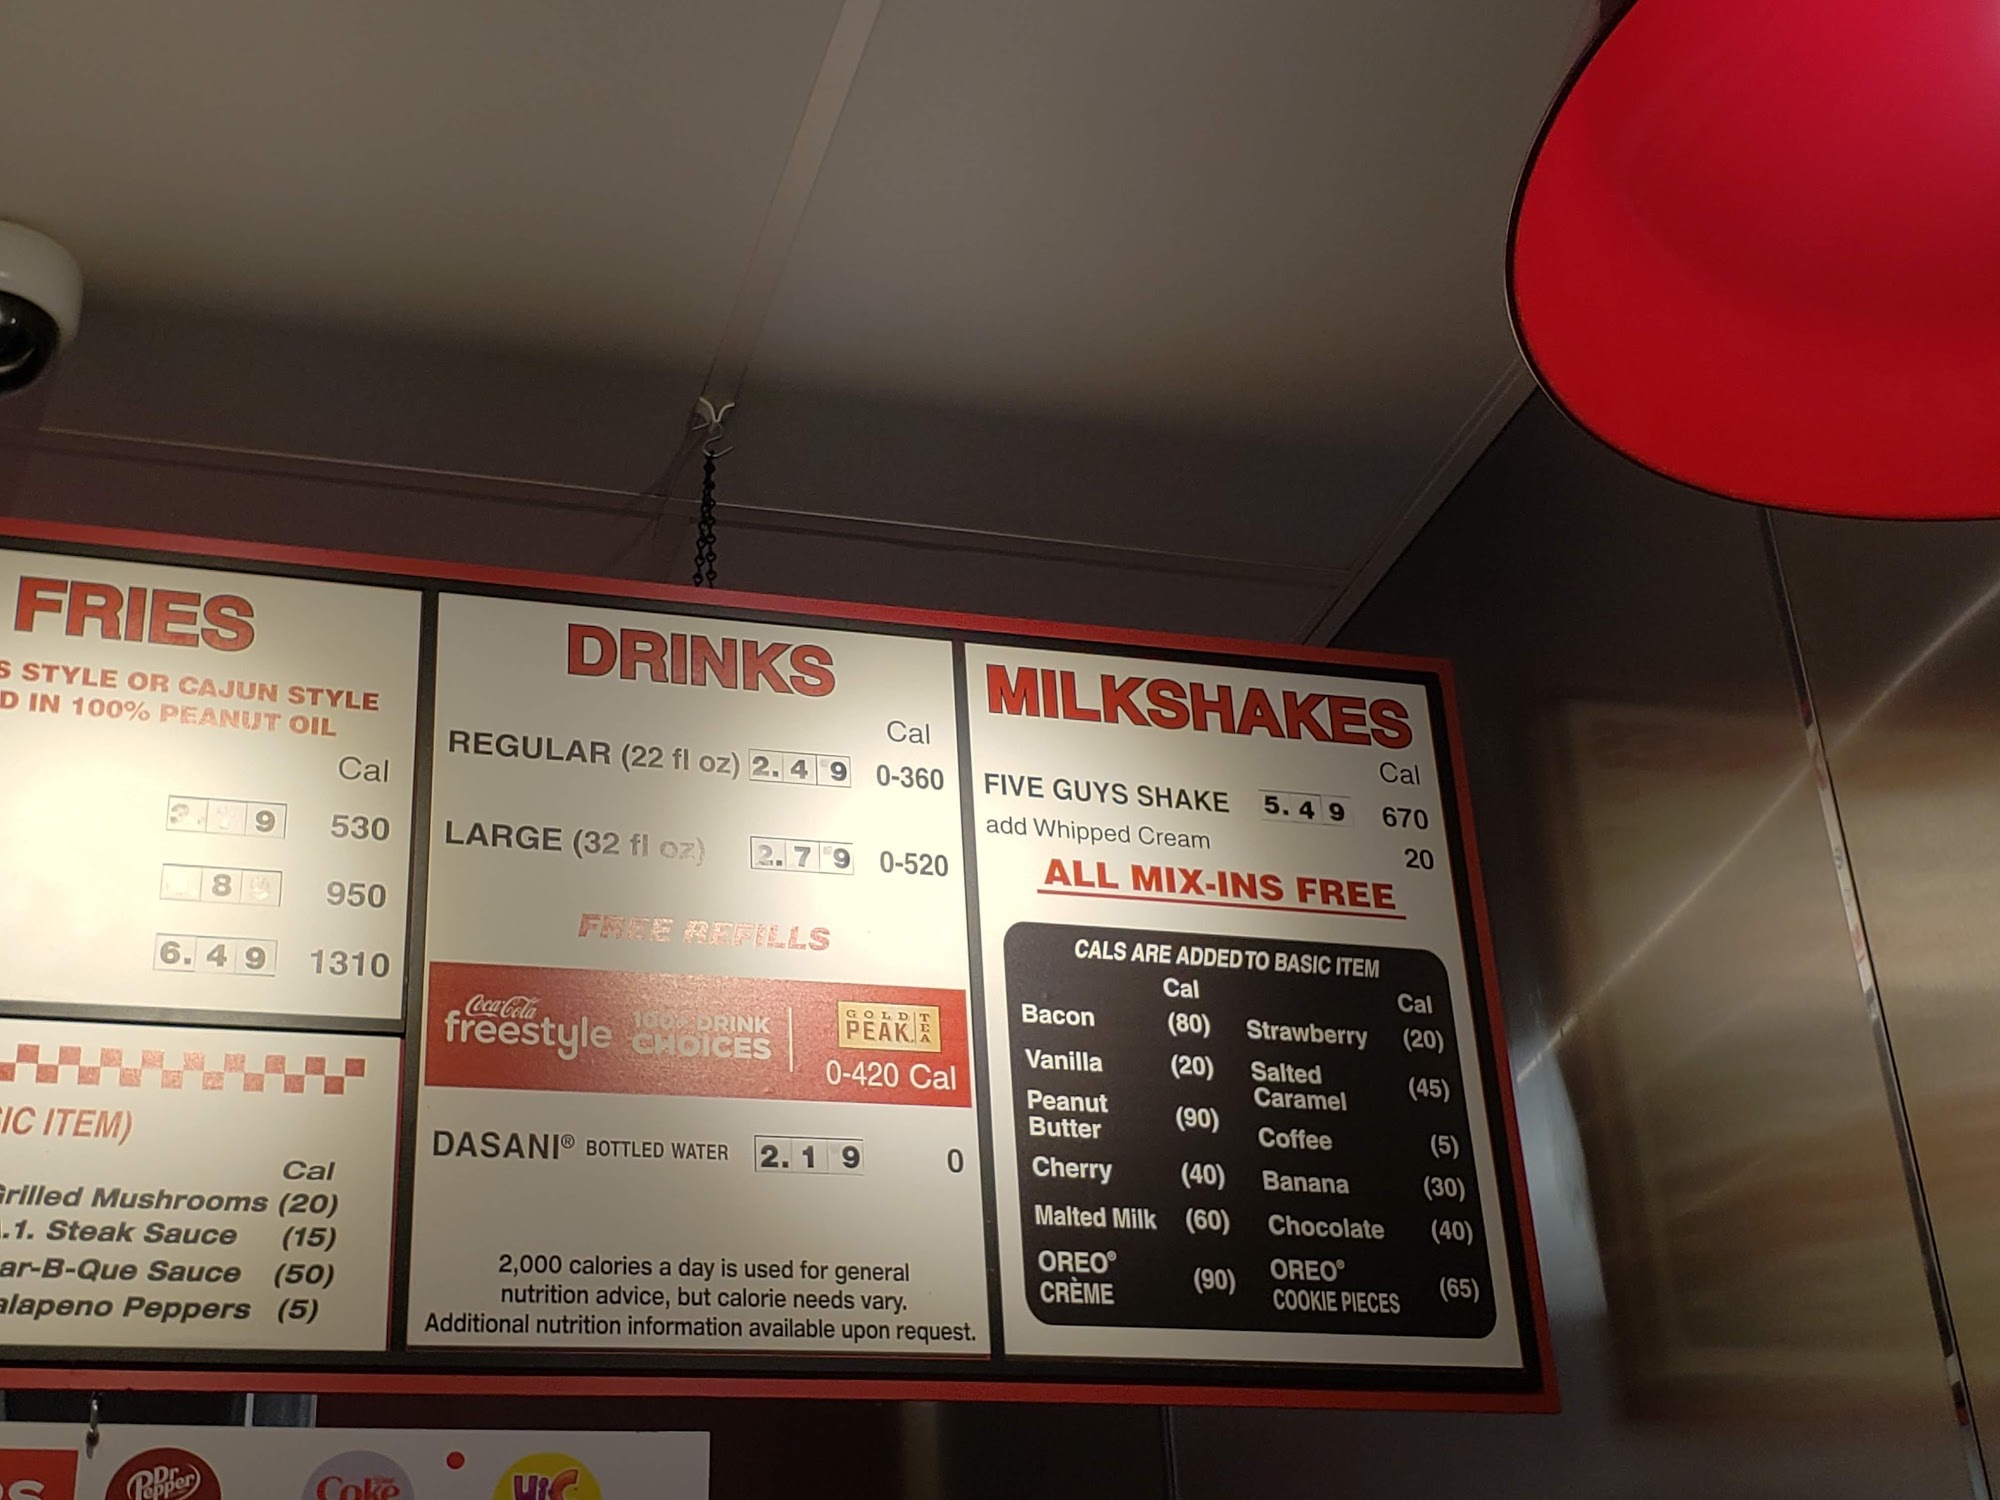 FRIES
S STYLE OR CAJUN STYLE
D IN 100% PEANUT OIL
Cal
9 530
8 950
6.49 1310
IC ITEM)
Cal
Grilled Mushrooms (20)
.1. Steak Sauce (15)
ar-B-Que Sauce (50)
alapeno Peppers (5)
DRINKS
Cal
REGULAR (22 fl oz) 2.49 0-360
LARGE (32 fl oz) 2.79 0-520
FREE REFILLS
Coca-Cola
freestyle
100+ DRINK
CHOICES
GOLD
PEAK
TEA
0-420 Cal
DASANI® BOTTLED WATER 2.19 0
2,000 calories a day is used for general
nutrition advice, but calorie needs vary.
Additional nutrition information available upon request.
MILKSHAKES
Cal
FIVE GUYS SHAKE 5.49 670
add Whipped Cream 20
ALL MIX-INS FREE
CALS ARE ADDED TO BASIC ITEM
Cal Cal
Bacon (80) Strawberry (20)
Vanilla (20) Salted
Caramel (45)
Peanut
Butter (90) Coffee (5)
Cherry (40) Banana (30)
Malted Milk (60) Chocolate (40)
OREO®
CRÈME (90) OREO®
COOKIE PIECES (65)
Dr
Pepper
Coke
Hi-C